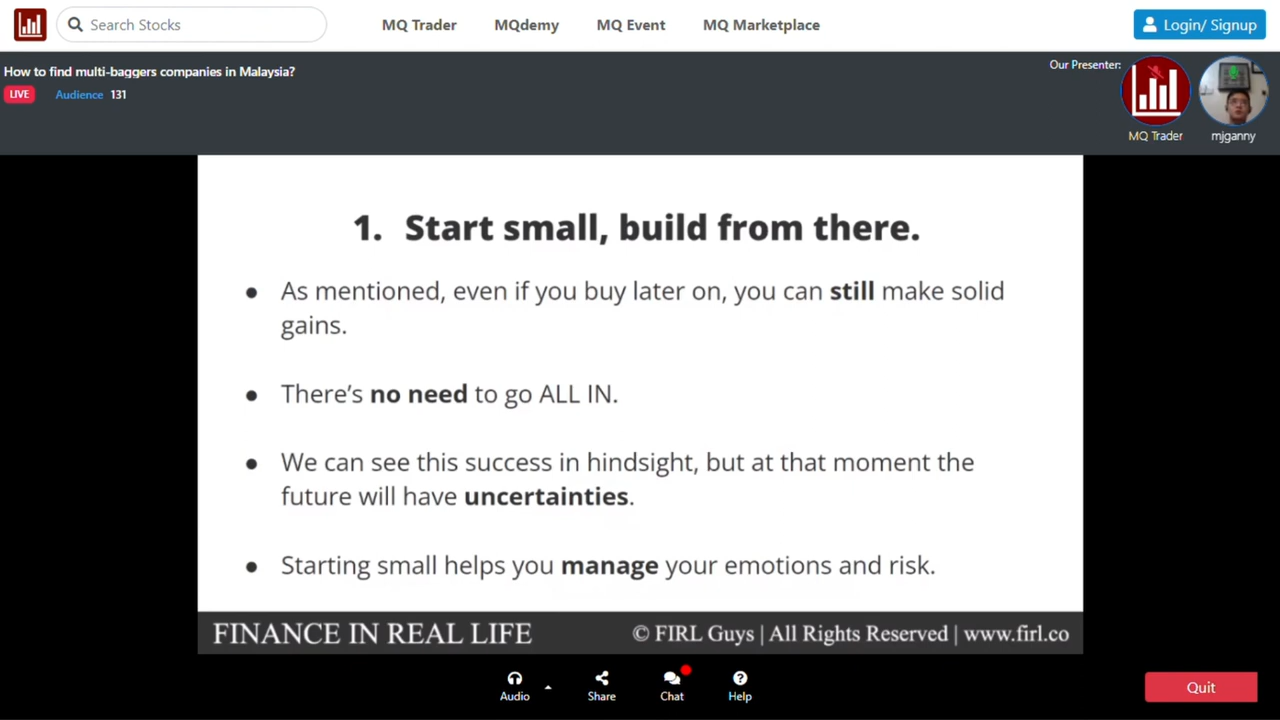 Search Stocks
MQ Trader
MQdemy
MQ Event
MQ Marketplace
Login/ Signup
How to find multi-baggers companies in Malaysia?
LIVE
Audience 131
Our Presenter:
MQ Trader
mjganny
1. Start small, build from there.
● As mentioned, even if you buy later on, you can still make solid
gains.
● There’s no need to go ALL IN.
● We can see this success in hindsight, but at that moment the
future will have uncertainties.
● Starting small helps you manage your emotions and risk.
FINANCE IN REAL LIFE
© FIRL Guys | All Rights Reserved | www.firl.co
Audio
Share
Chat
Help
Quit